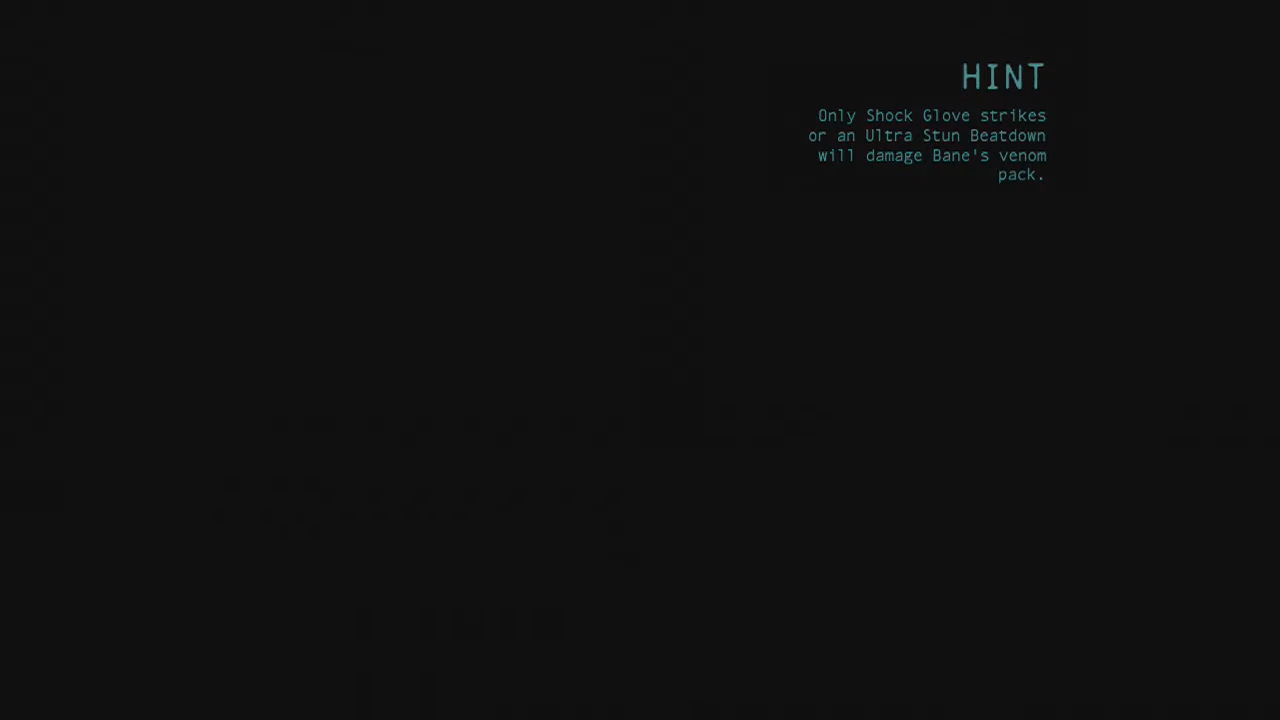 HINT
Only Shock Glove strikes
or an Ultra Stun Beatdown
will damage Bane's venom
pack.